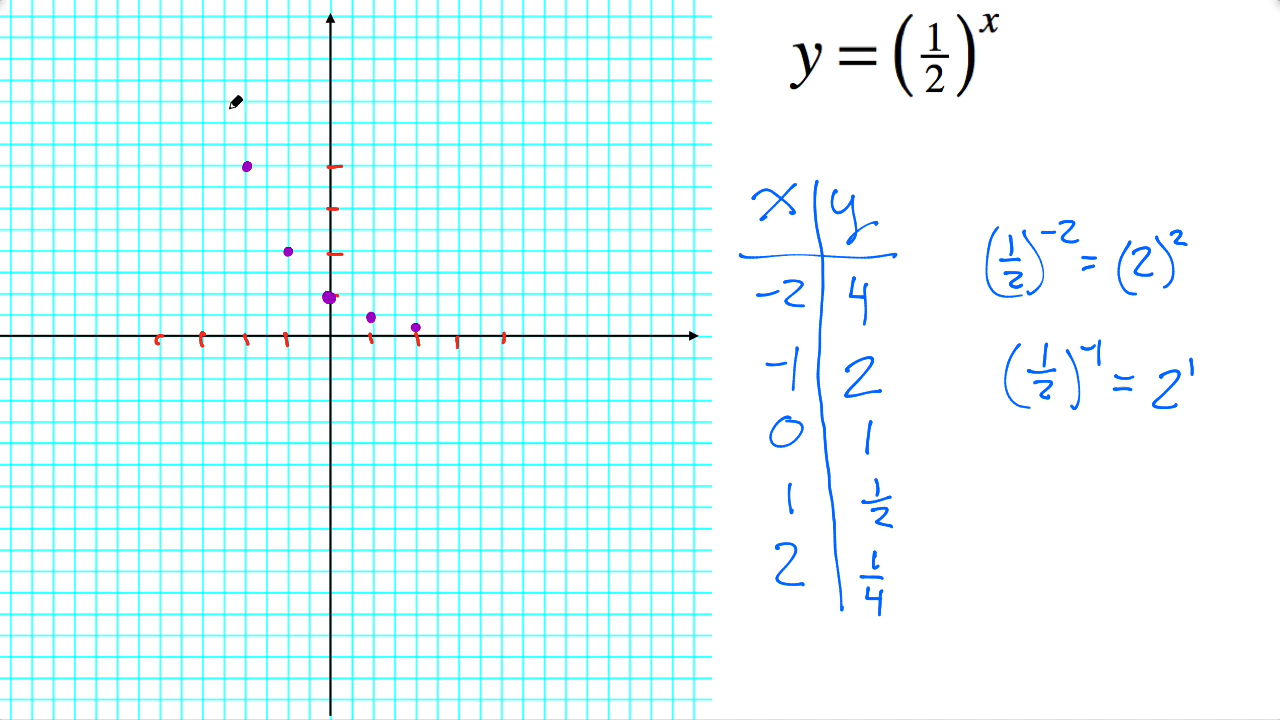 y = (1/2)^x
x | y
-2 | 4
-1 | 2
0 | 1
1 | 1/2
2 | 1/4
(1/2)^-2 = (2)^2
(1/2)^-1 = 2^1